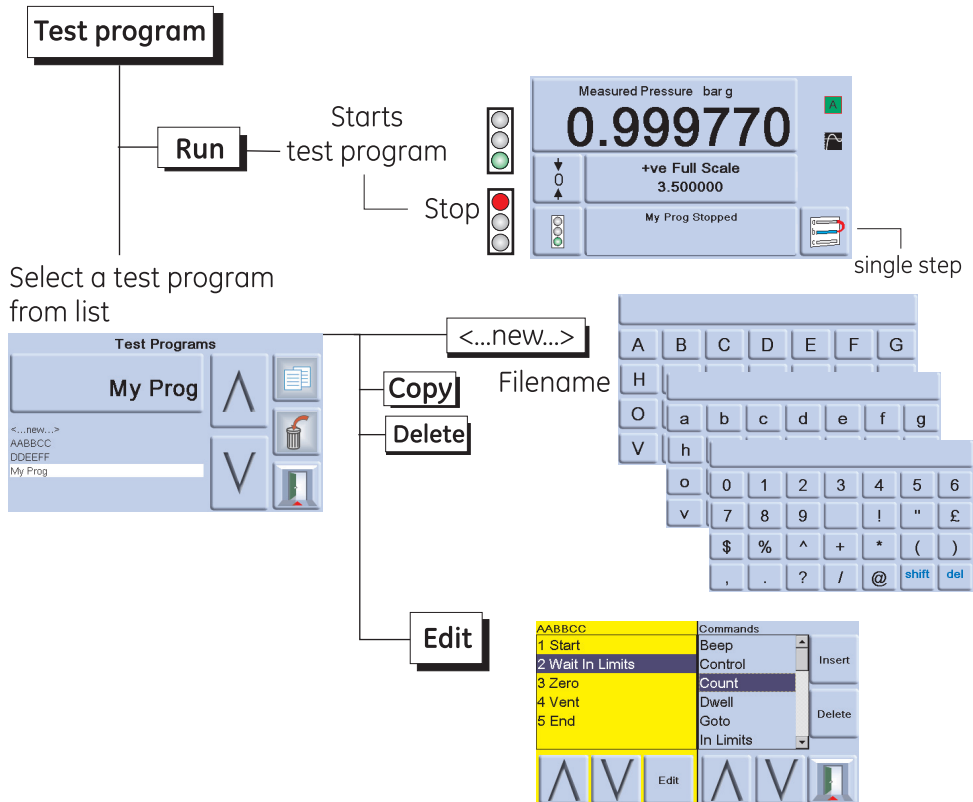 Test program
Run
Starts
test program
Stop
Measured Pressure bar g
0.999770
A
0
+ve Full Scale
3.500000
My Prog Stopped
single step
Select a test program
from list
Test Programs
My Prog
<...new...>
AABBCC
DDEEFF
My Prog
<...new...>
Copy
Delete
Filename
A B C D E F G
H
O
V
a b c d e f g
h
o
v
0 1 2 3 4 5 6
7 8 9 ! " £
$ % ^ + * ( )
, . ? / @ shift del
Edit
AABBCC
1 Start
2 Wait In Limits
3 Zero
4 Vent
5 End
Edit
Commands
Beep
Control
Count
Dwell
Goto
In Limits
Insert
Delete